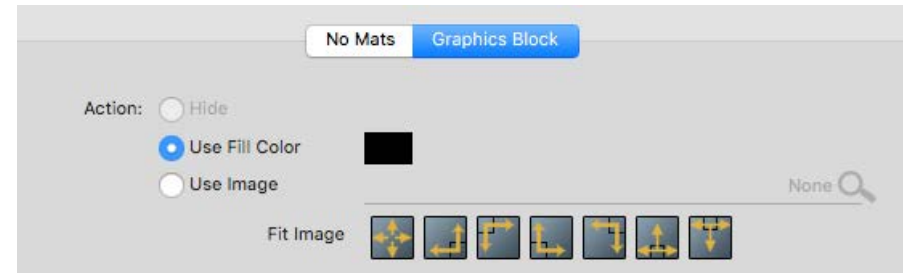 No Mats Graphics Block
Action: Hide
Use Fill Color
Use Image None
Fit Image